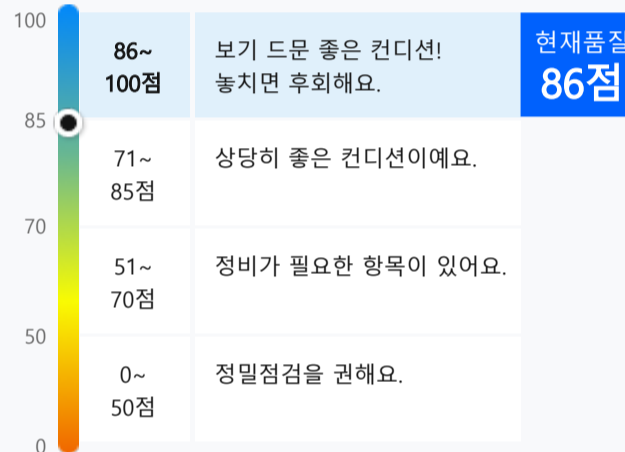 100
86~
100점
보기 드문 좋은 컨디션!
놓치면 후회해요.
현재품질
86점
85
71~
85점
상당히 좋은 컨디션이예요.
70
51~
70점
정비가 필요한 항목이 있어요.
50
0~
50점
정밀점검을 권해요.
0